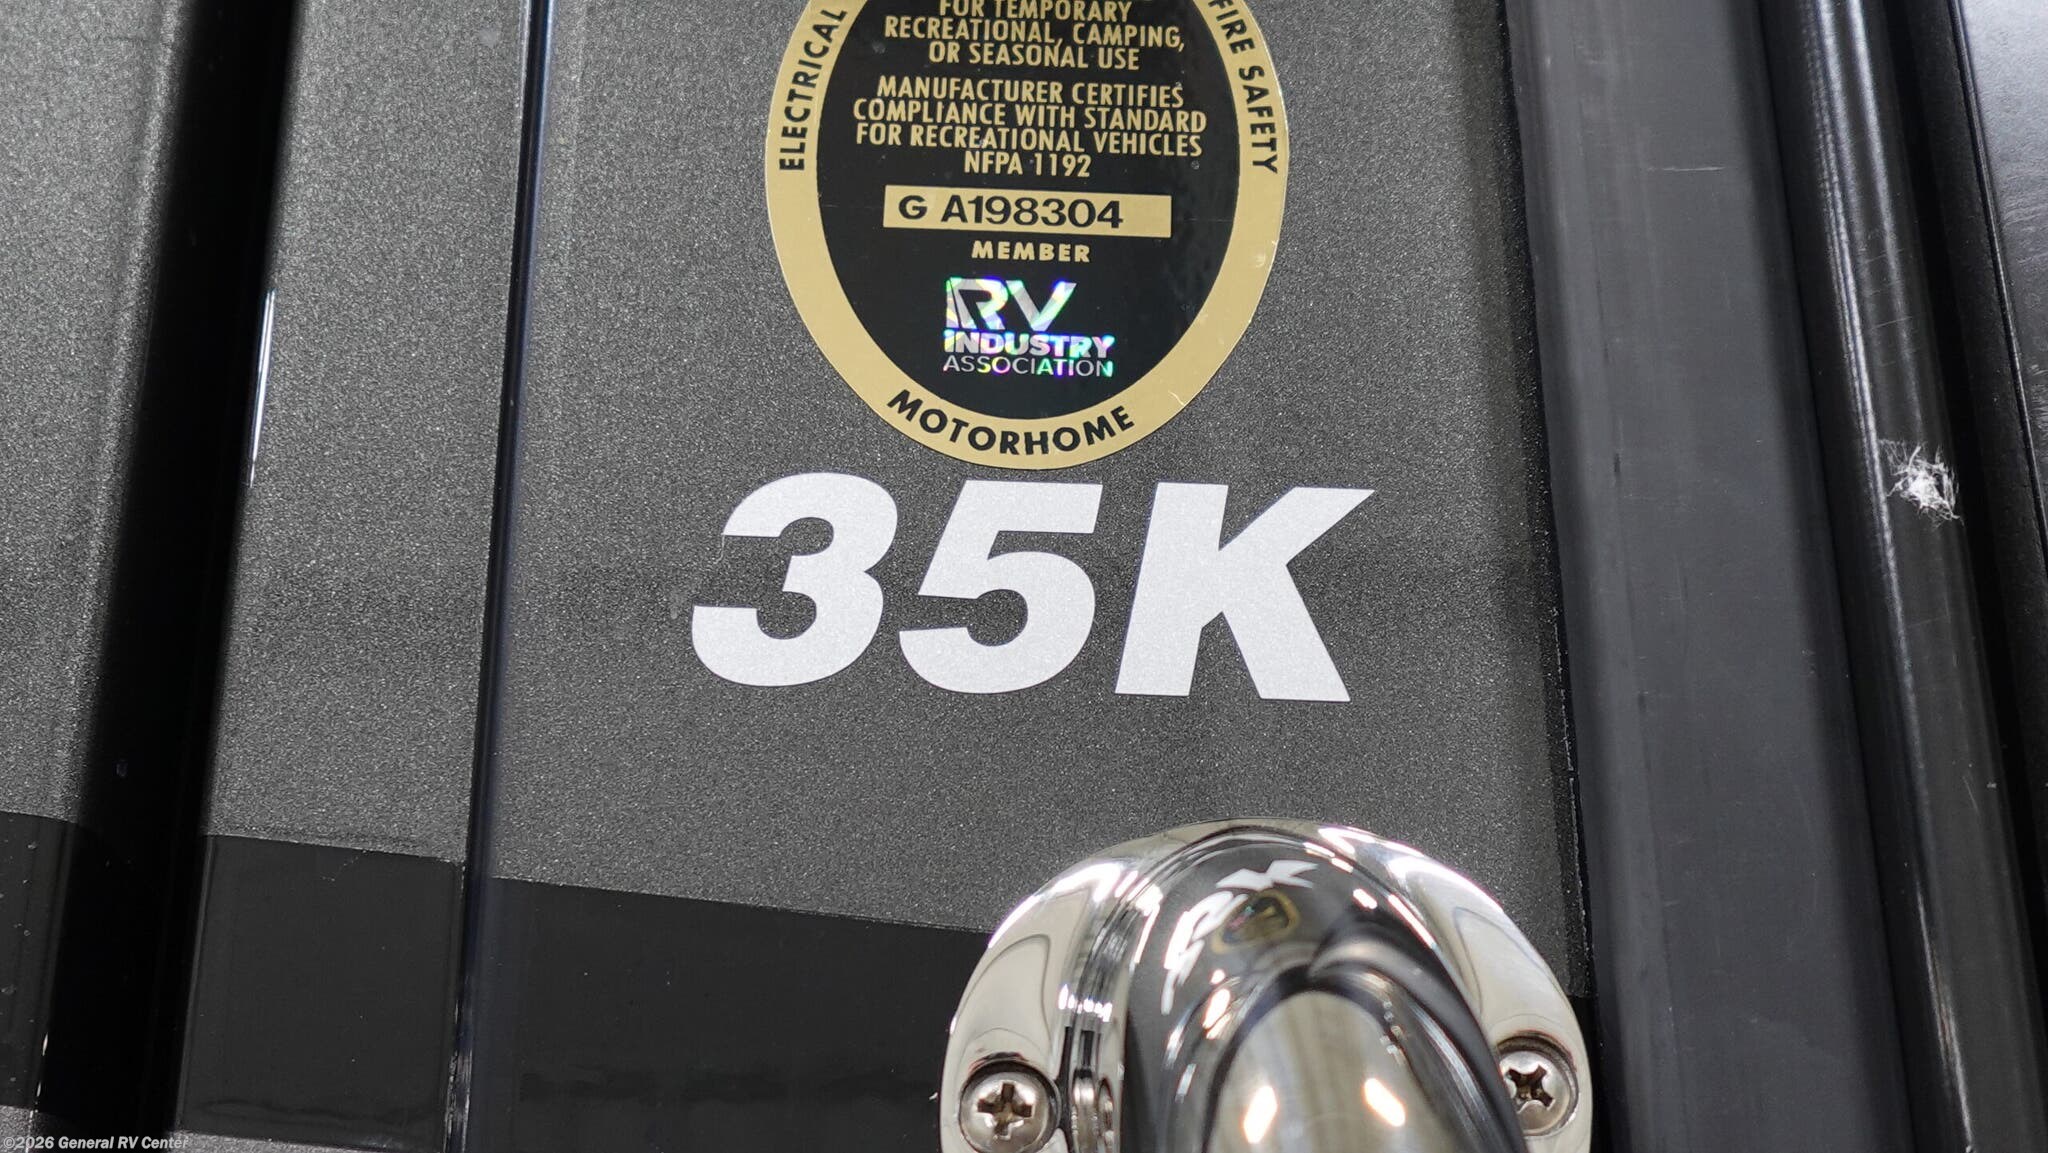 ELECTRICAL
FIRE SAFETY
FOR TEMPORARY
RECREATIONAL, CAMPING,
OR SEASONAL USE
MANUFACTURER CERTIFIES
COMPLIANCE WITH STANDARD
FOR RECREATIONAL VEHICLES
NFPA 1192
G A198304
MEMBER
RV
INDUSTRY
ASSOCIATION
MOTORHOME
35K
©2026 General RV Center